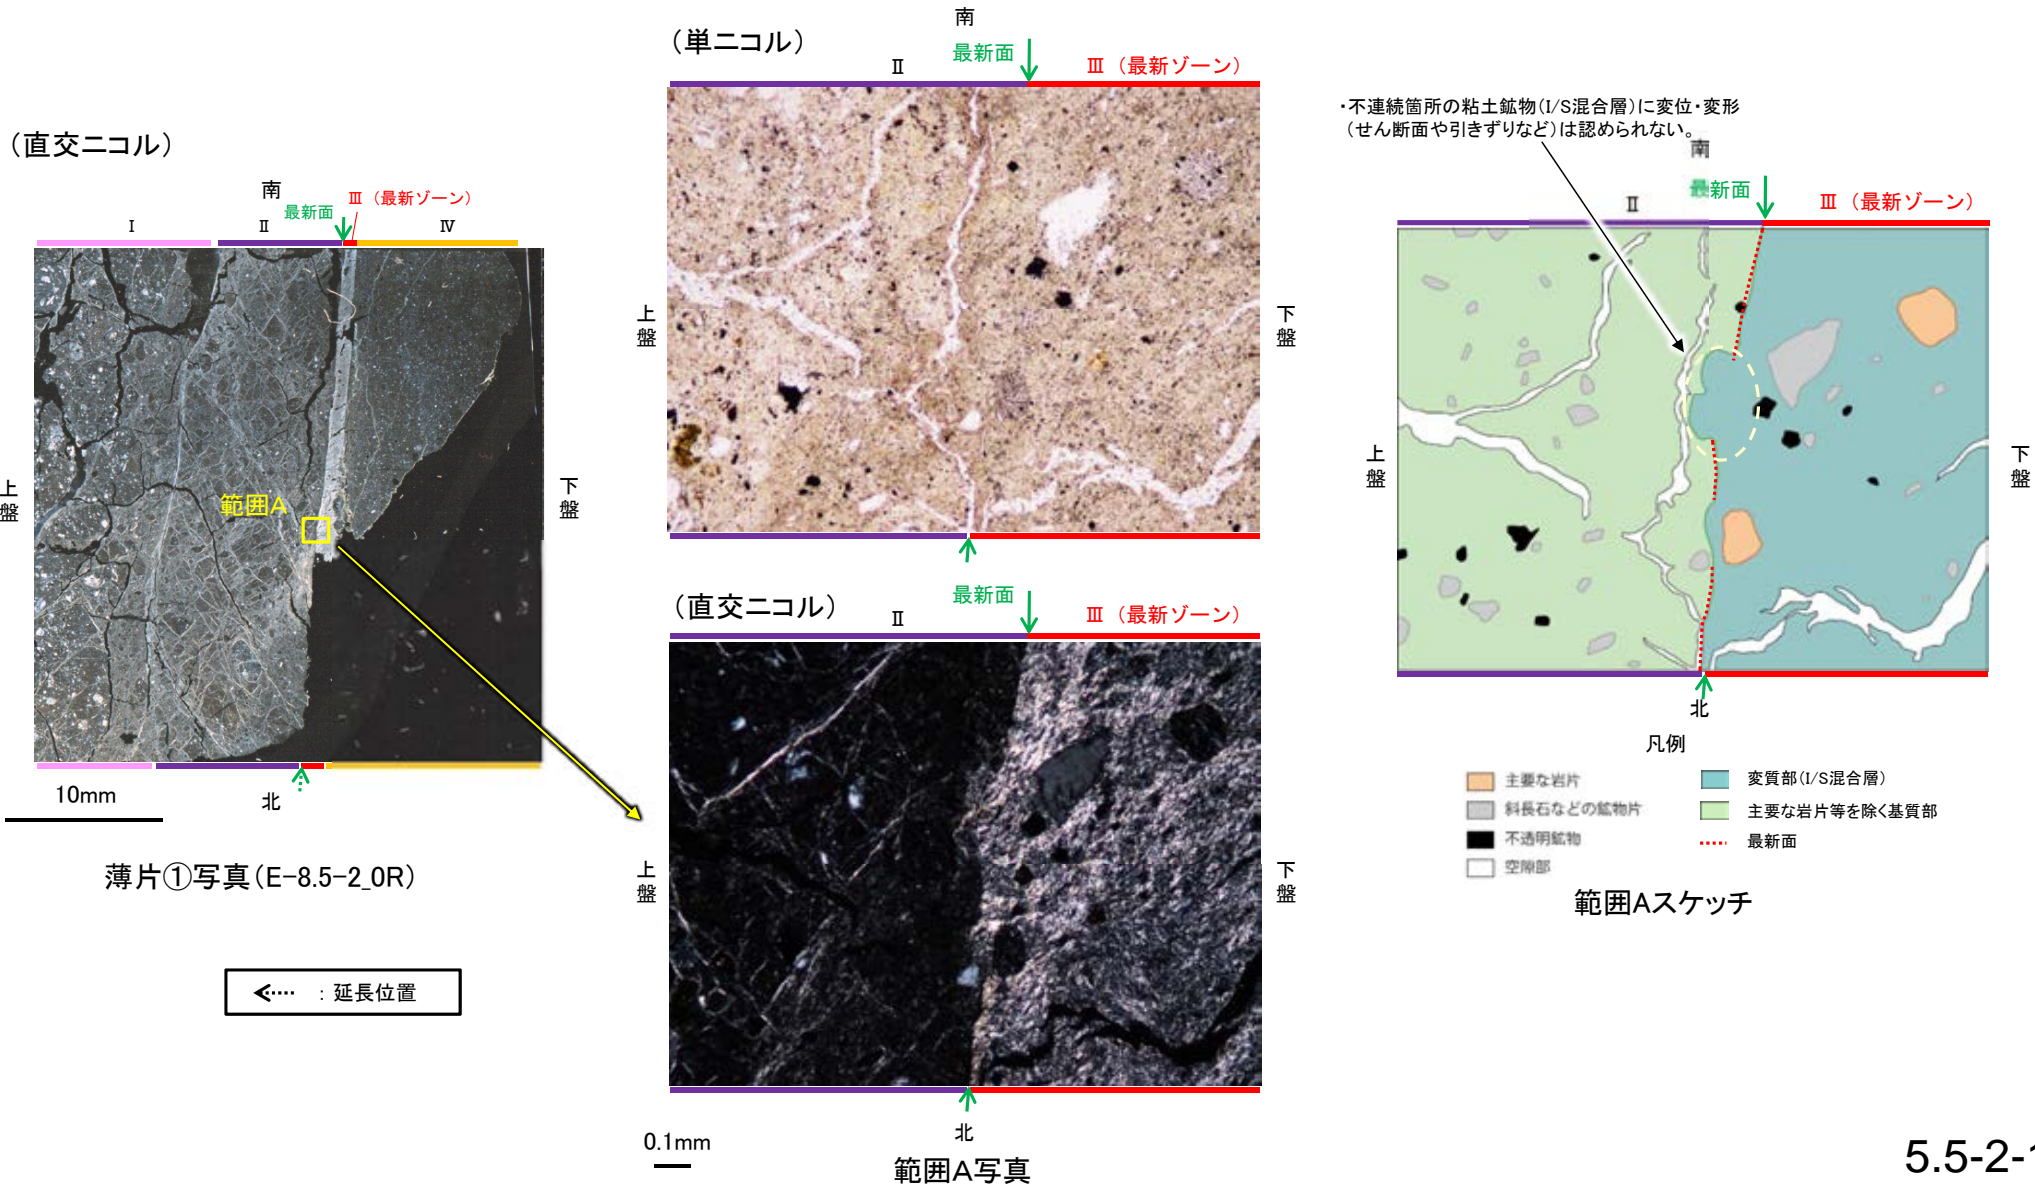 (直交ニコル)
南
最新面
Ⅲ (最新ゾーン)
Ⅰ
Ⅱ
Ⅳ
上盤
下盤
範囲A
10mm
北
薄片①写真(E-8.5-2_0R)
: 延長位置
(単ニコル)
南
最新面
Ⅱ
Ⅲ (最新ゾーン)
上盤
下盤
(直交ニコル)
最新面
Ⅱ
Ⅲ (最新ゾーン)
上盤
下盤
0.1mm
北
範囲A写真
・不連続箇所の粘土鉱物(I/S混合層)に変位・変形
(せん断面や引きずりなど)は認められない。
南
最新面
Ⅱ
Ⅲ (最新ゾーン)
上盤
下盤
北
凡例
主要な岩片
斜長石などの鉱物片
不透明鉱物
空隙部
変質部(I/S混合層)
主要な岩片等を除く基質部
最新面
範囲Aスケッチ
5.5-2-1